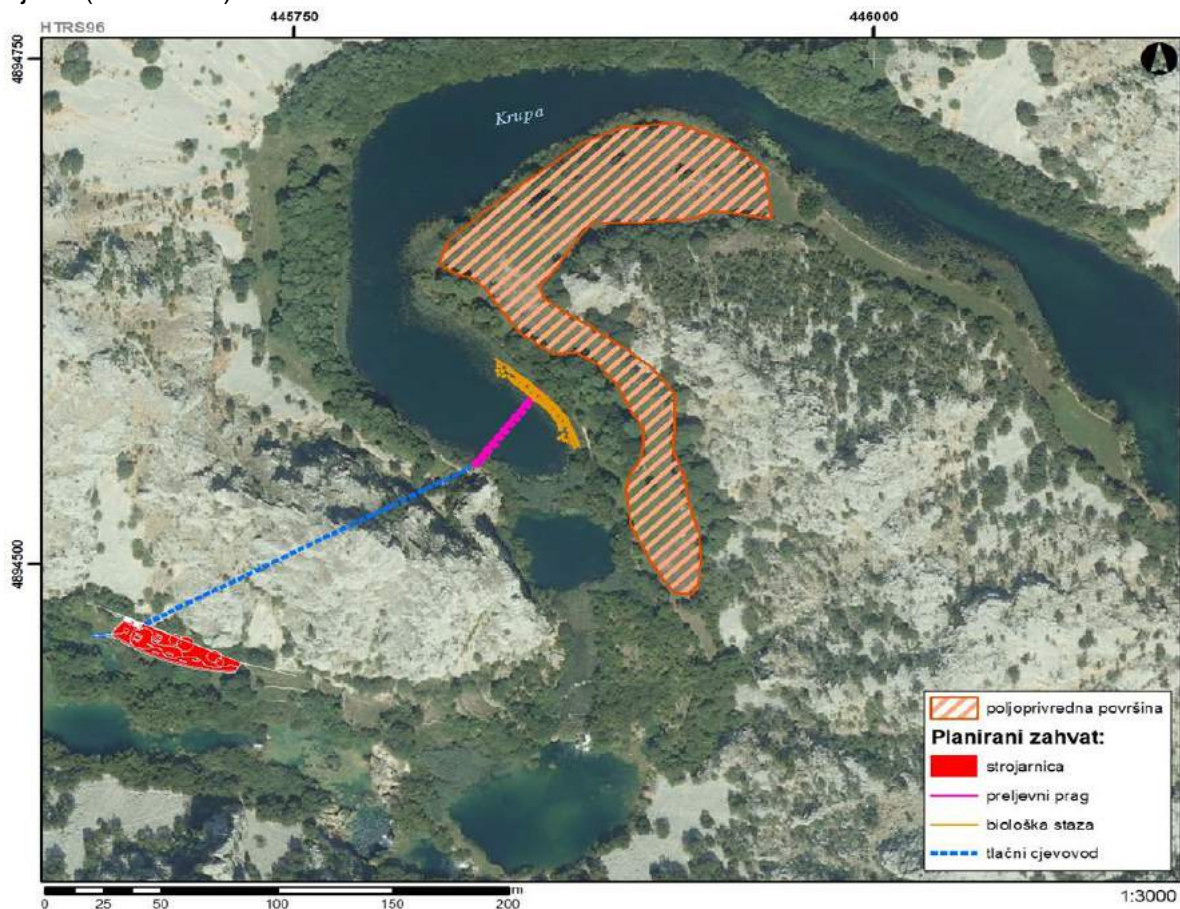 HTRS96
445750
446000
4894750
Krupa
4894500
poljoprivredna površina
Planirani zahvat:
strojarnica
preljevni prag
biološka staza
tlačni cjevovod
0 25 50 100 150 200 m
1:3000